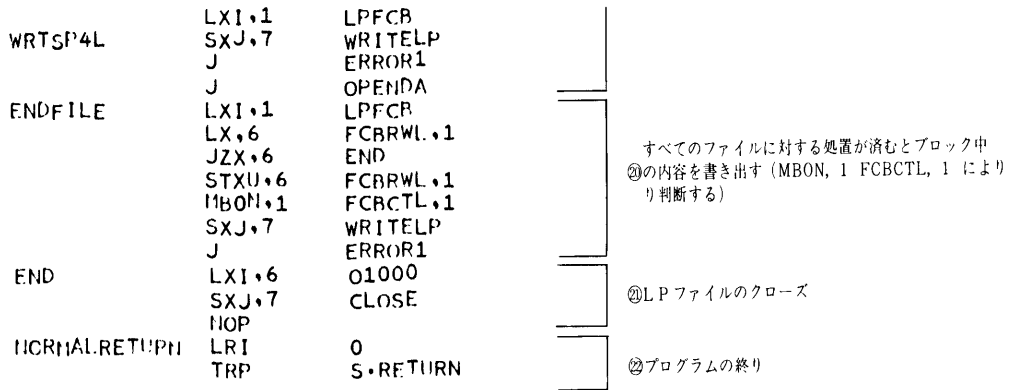 LXI,1 LPFCB
WRTSP4L SXJ,7 WRITELP
J ERROR1
J OPENDA
ENDFILE LXI,1 LPFCB
LX,6 FCBRWL,1
JZX,6 END
STXU,6 FCBRWL,1
MBON,1 FCBCTL,1
SXJ,7 WRITELP
J ERROR1
すべてのファイルに対する処置が済むとブロック中
⑳の内容を書き出す(MBON, 1 FCBCTL, 1 により
り判断する)
END LXI,6 O1000
SXJ,7 CLOSE
NOP
㉑LPファイルのクローズ
NORMALRETURN LRI 0
TRP S.RETURN
㉒プログラムの終り